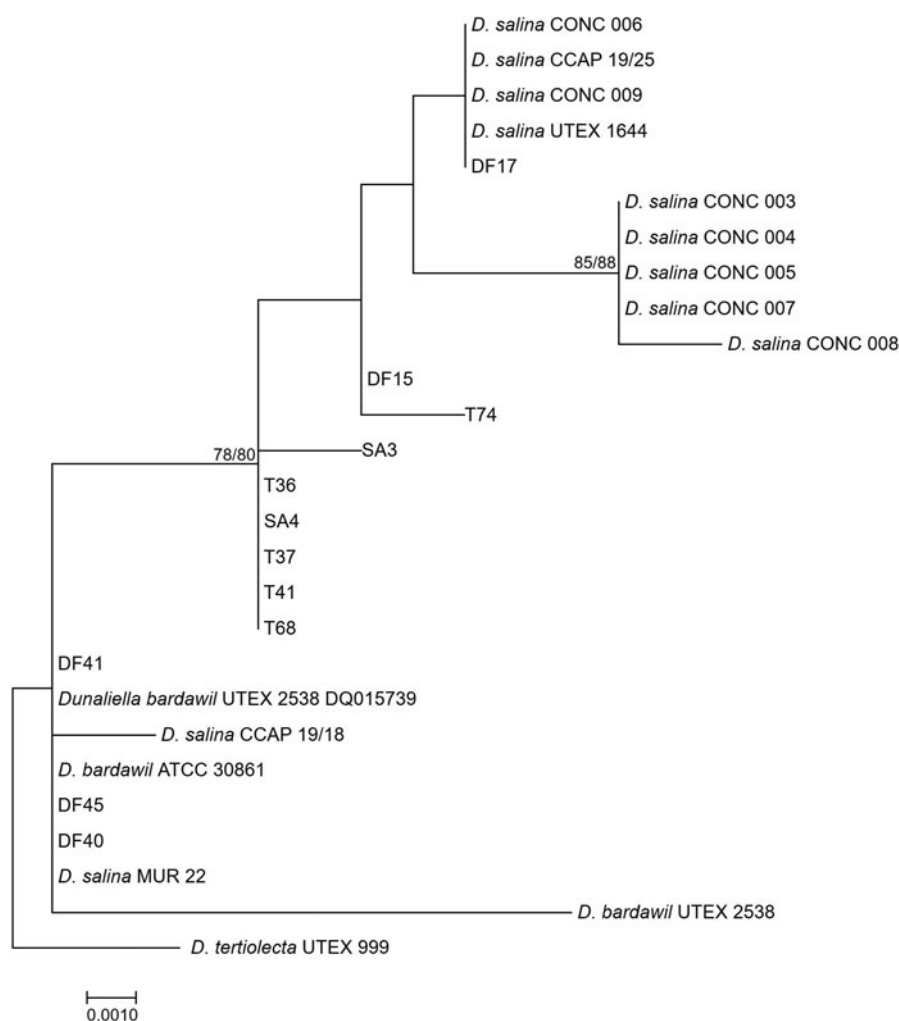 D. salina CONC 006
D. salina CCAP 19/25
D. salina CONC 009
D. salina UTEX 1644
DF17
D. salina CONC 003
D. salina CONC 004
85/88
D. salina CONC 005
D. salina CONC 007
D. salina CONC 008
DF15
T74
SA3
78/80
T36
SA4
T37
T41
T68
DF41
Dunaliella bardawil UTEX 2538 DQ015739
D. salina CCAP 19/18
D. bardawil ATCC 30861
DF45
DF40
D. salina MUR 22
D. bardawil UTEX 2538
D. tertiolecta UTEX 999
0.0010